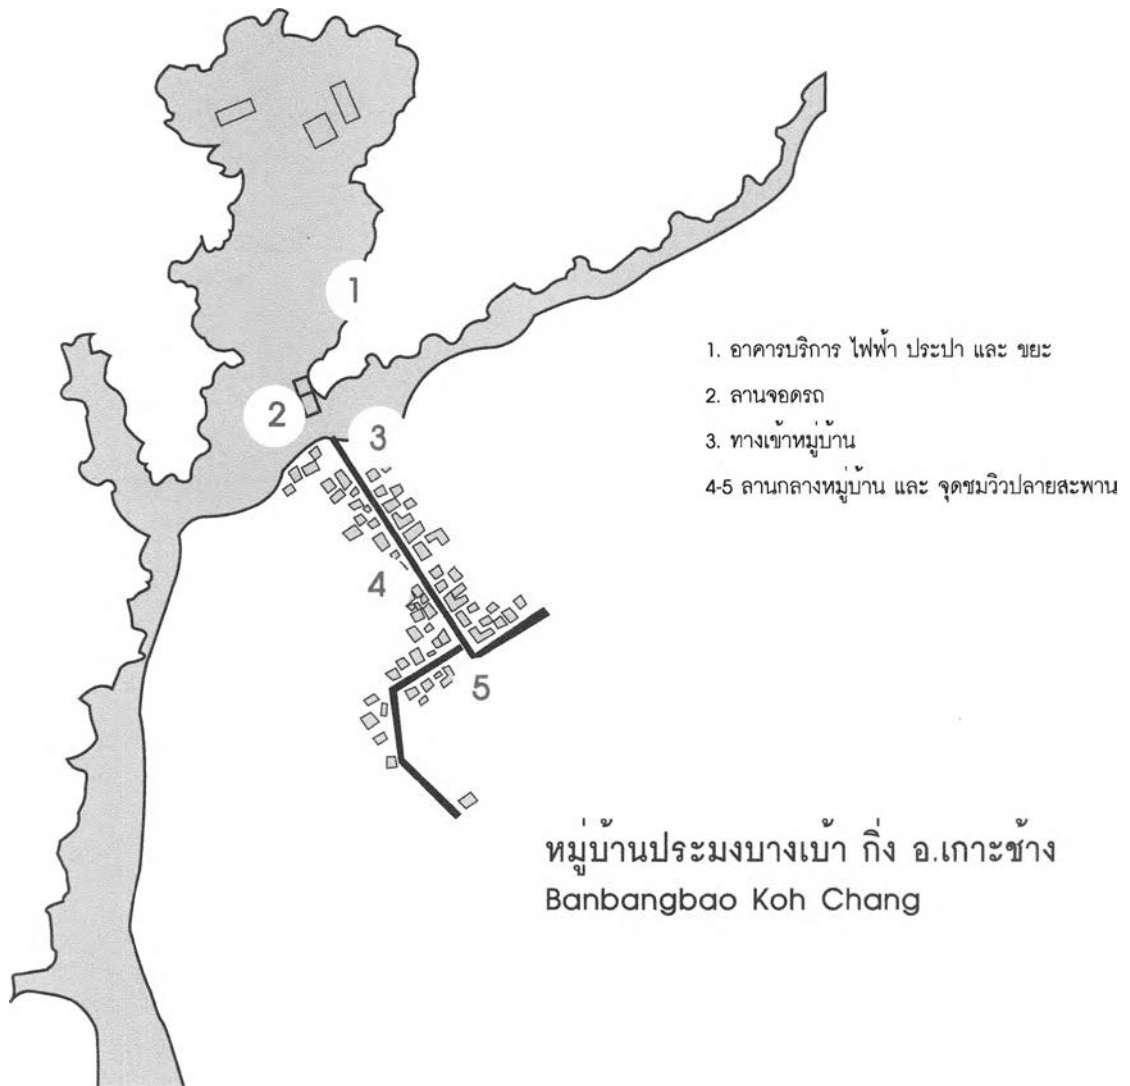 1
2
3
4
5
1. อาคารบริการ ไฟฟ้า ประปา และ ขยะ
2. ลานจอดรถ
3. ทางเข้าหมู่บ้าน
4-5 ลานกลางหมู่บ้าน และ จุดชมวิวปลายสะพาน
หมู่บ้านประมงบางเบ้า กิ่ง อ.เกาะช้าง
Banbangbao Koh Chang